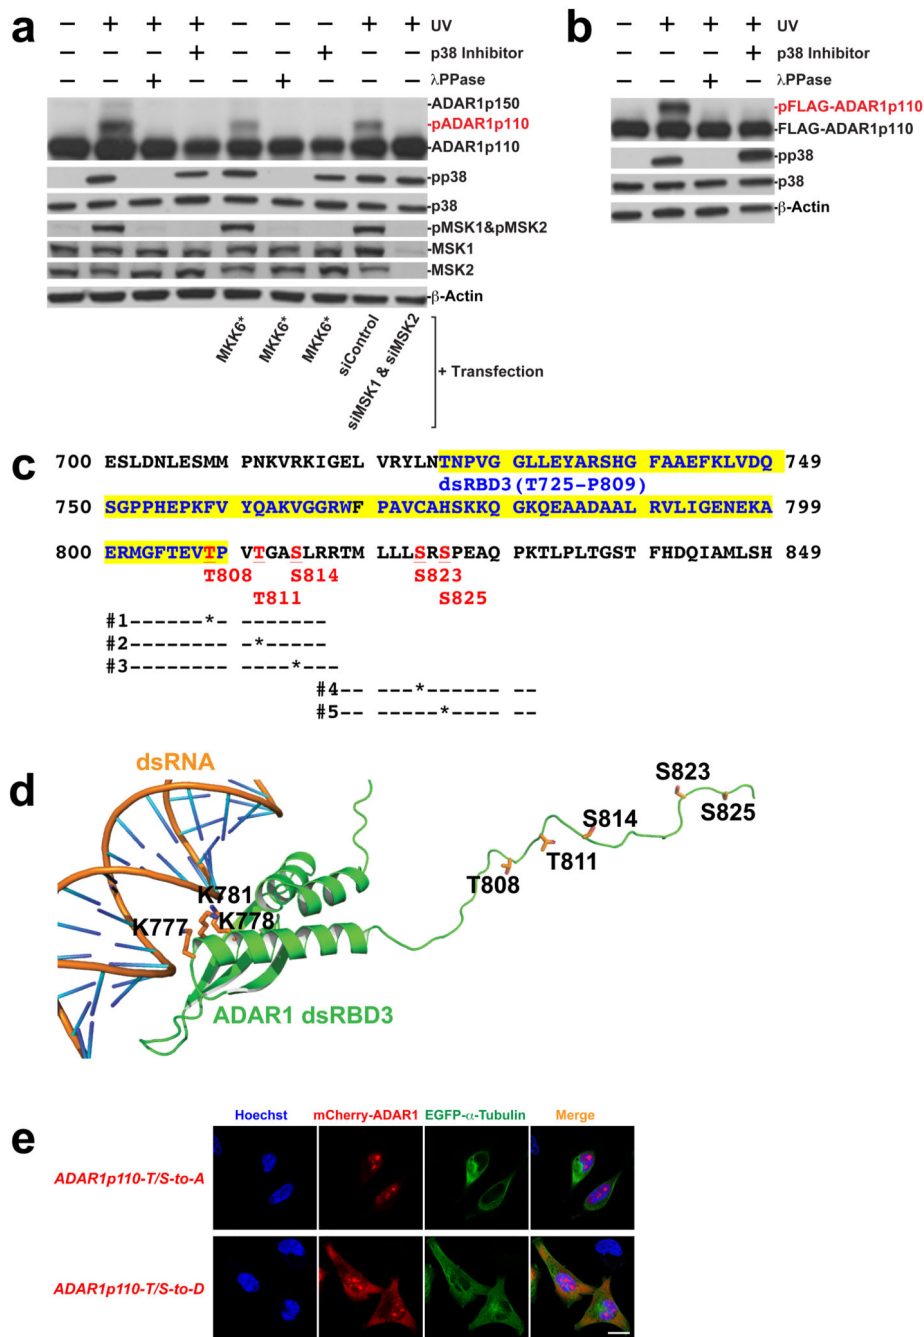 a
− + − + − − − + + UV
− − − + − − + − − p38 Inhibitor
− − + − − + − − − λPPase
-ADAR1p150
-pADAR1p110
-ADAR1p110
-pp38
-p38
-pMSK1&pMSK2
-MSK1
-MSK2
-β-Actin
MKK6*
MKK6*
MKK6*
siControl
siMSK1 & siMSK2
+ Transfection
b
UV
p38 Inhibitor
λPPase
-pFLAG-ADAR1p110
-FLAG-ADAR1p110
-pp38
-p38
-β-Actin
c
700 ESLDNLESMM PNKVRKIGEL VRYLNTNPVG GLLEYARSHG FAAEFKLVDQ 749
dsRBD3(T725-P809)
750 SGPPHEPKFV YQAKVGGRWF PAVCAHSKKQ GKQEAADAAL RVLIGENEKA 799
800 ERMGFTEVTP VTGASLRRTM LLLSRSPEAQ PKTLPLTGST FHDQIAMLSH 849
T808 S814 S823
T811 S825
#1--------*- -------
#2---------- -*-----
#3---------- ----*---
#4-- ---*------ --
#5-- -----*---- --
d
dsRNA
K781
K777
K778
ADAR1 dsRBD3
T808
T811
S814
S823
S825
e
Hoechst mCherry-ADAR1 EGFP-α-Tubulin Merge
ADAR1p110-T/S-to-A
ADAR1p110-T/S-to-D